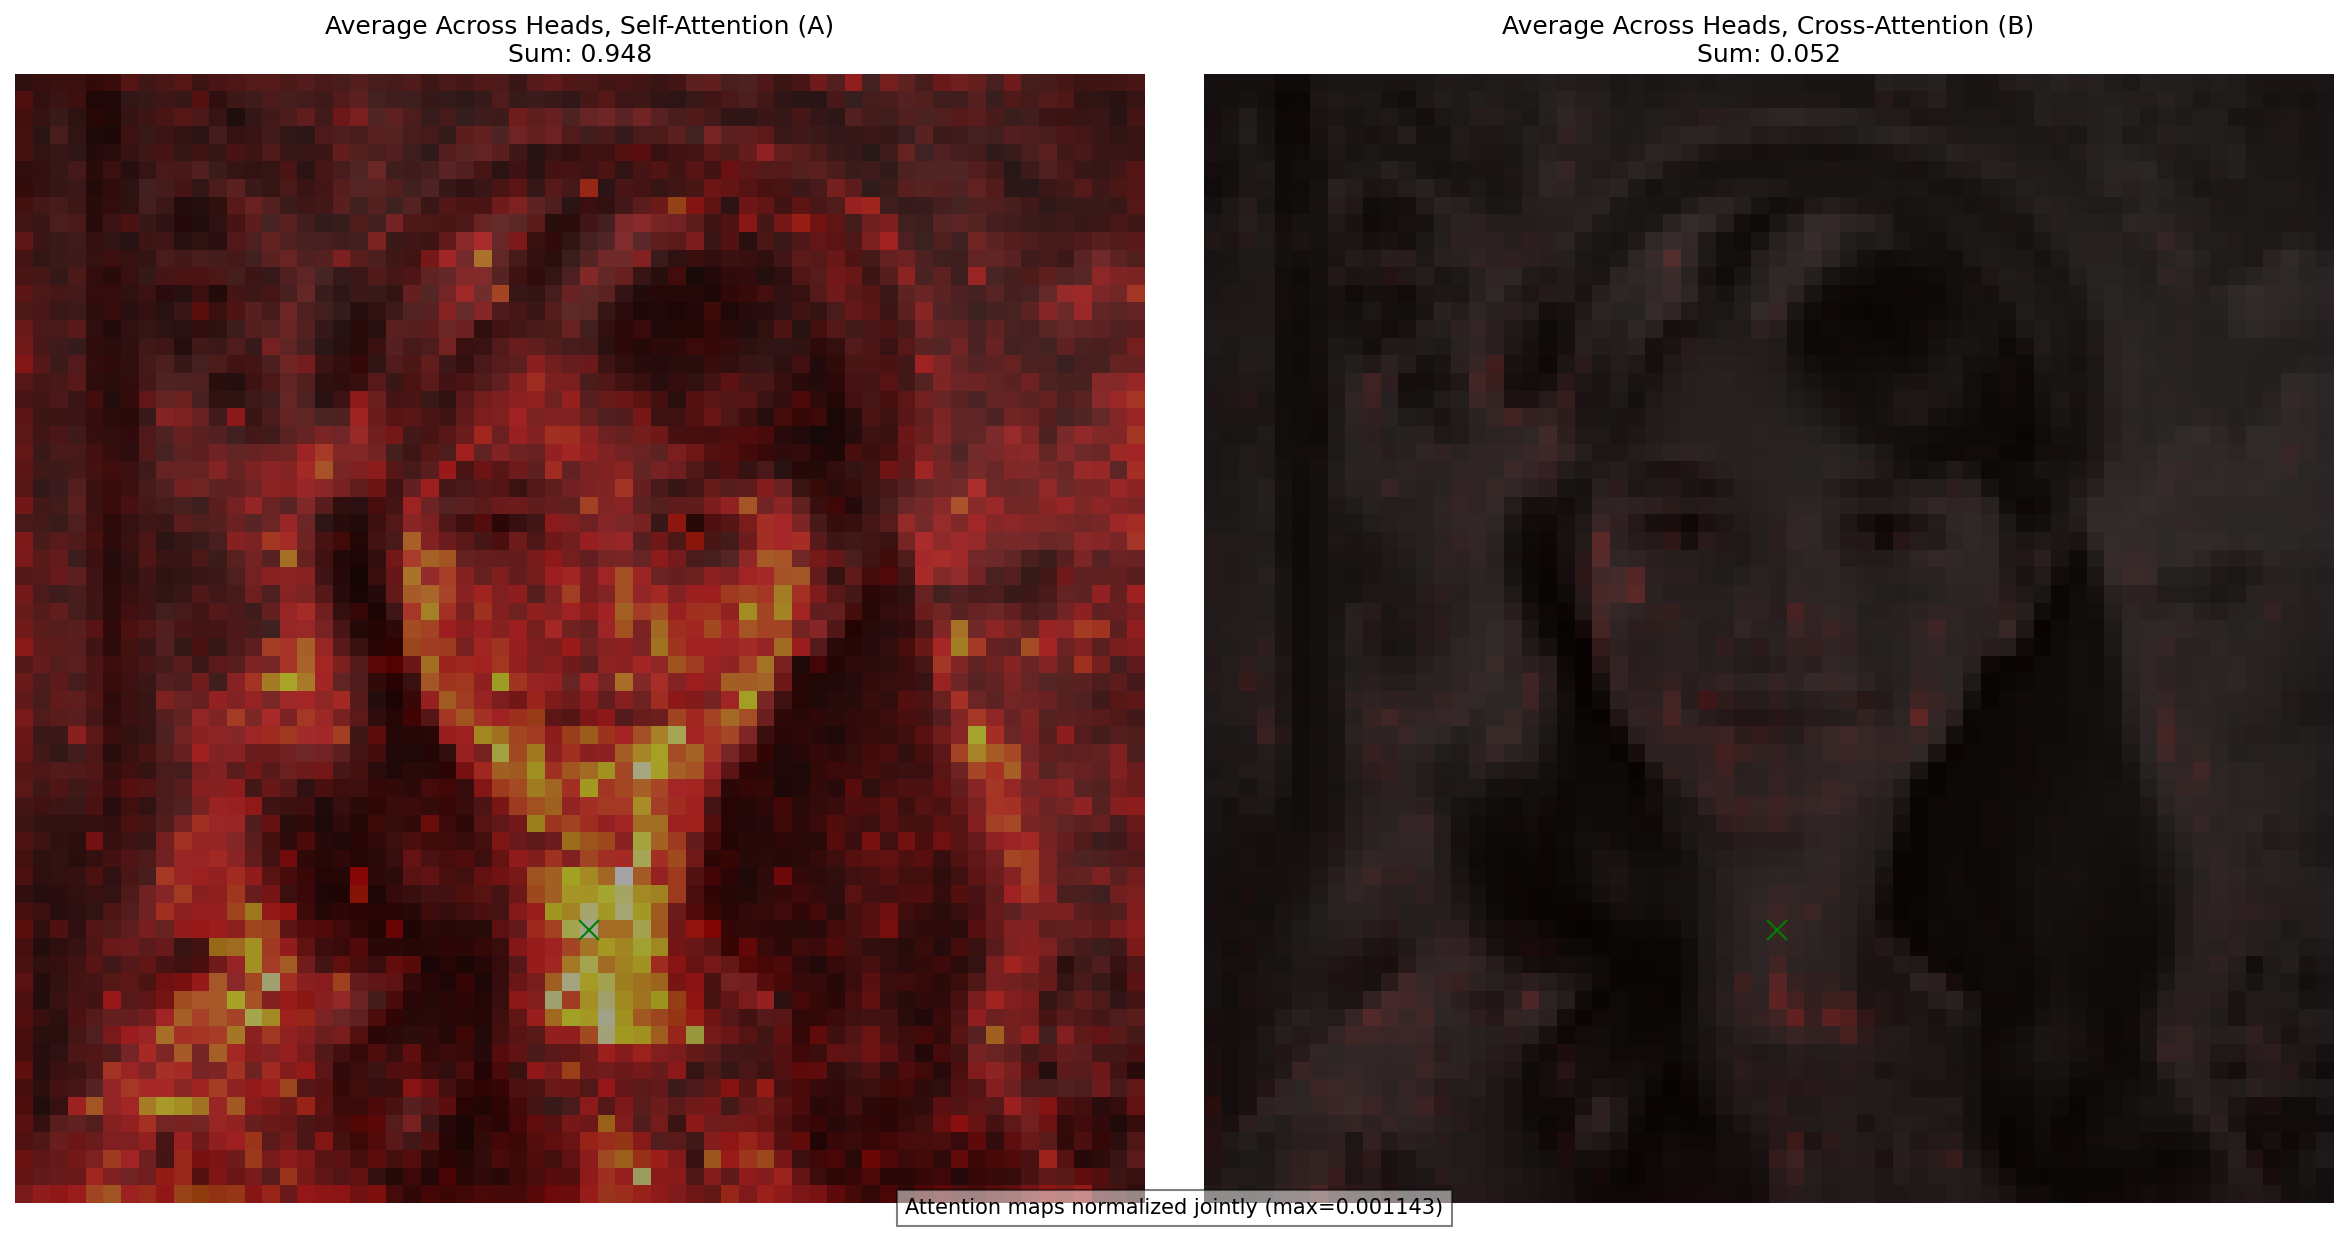 Average Across Heads, Self-Attention (A)
Sum: 0.948
Average Across Heads, Cross-Attention (B)
Sum: 0.052
Attention maps normalized jointly (max=0.001143)